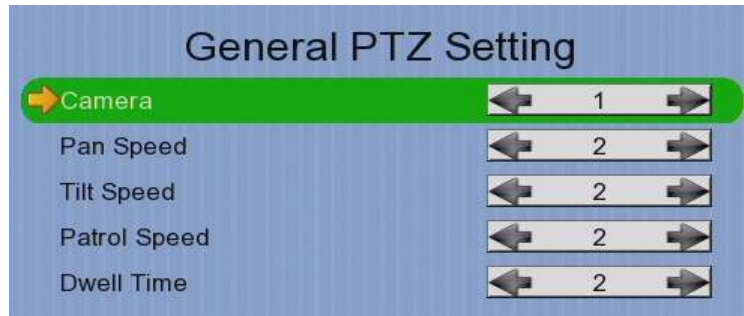 General PTZ Setting
Camera 1
Pan Speed 2
Tilt Speed 2
Patrol Speed 2
Dwell Time 2